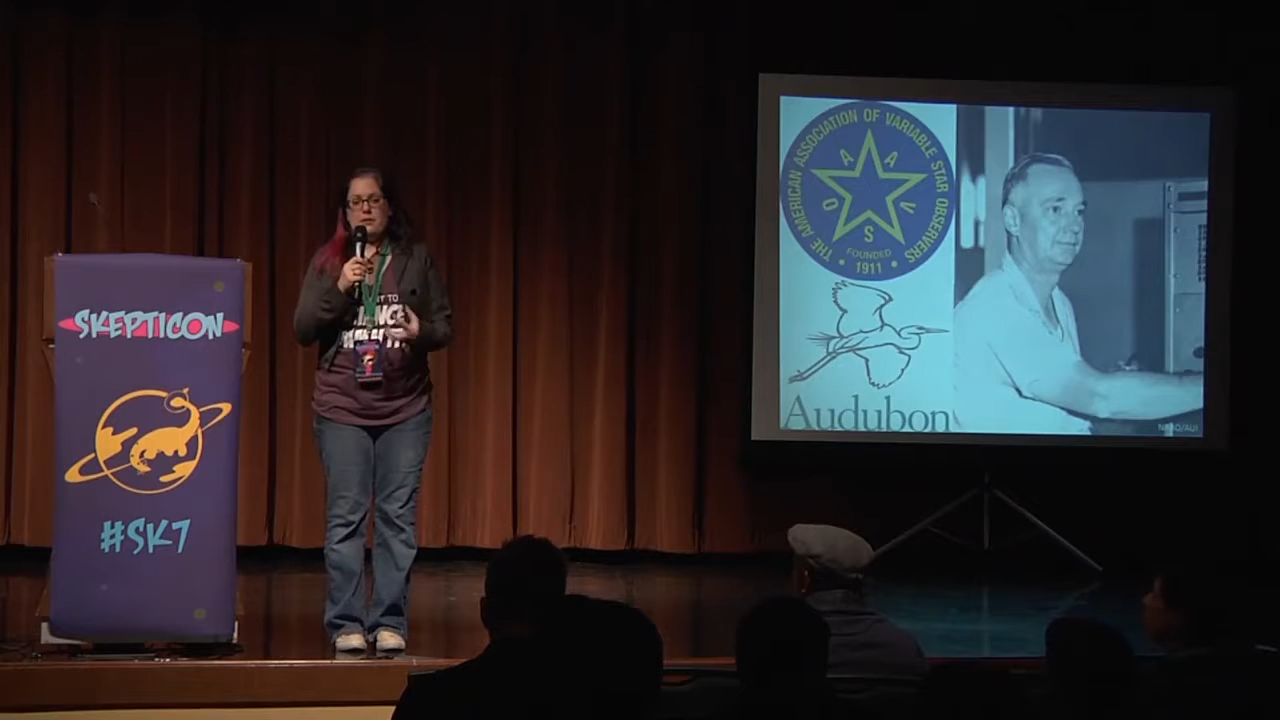 SKEPTICON
#SK7
THE AMERICAN ASSOCIATION OF VARIABLE STAR OBSERVERS
A A V S O
FOUNDED
• 1911 •
Audubon